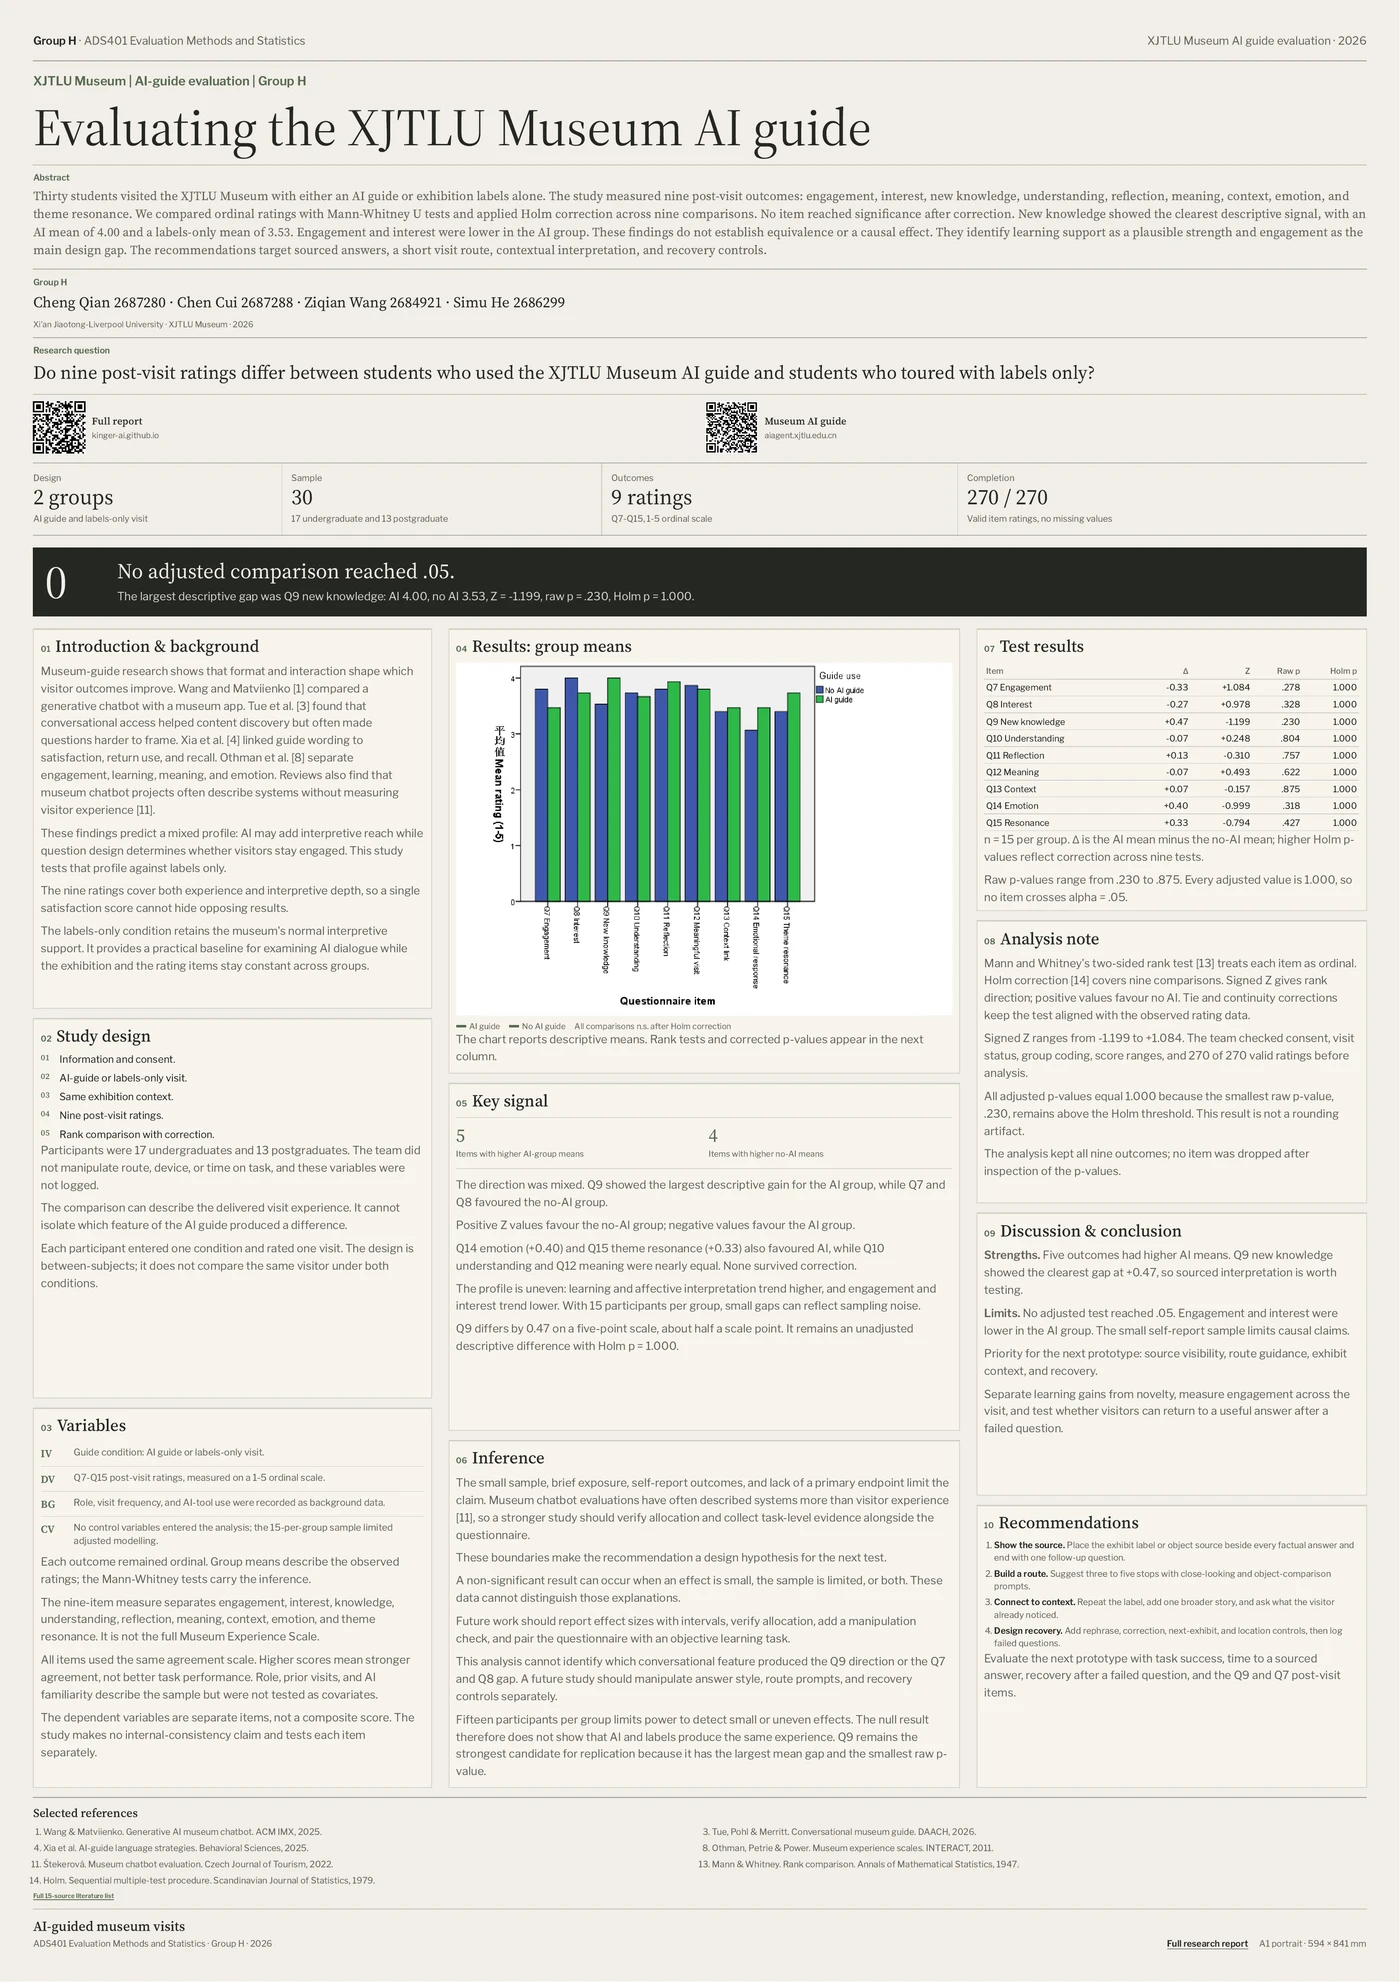 Group H · ADS401 Evaluation Methods and Statistics
XJTLU Museum AI guide evaluation · 2026
XJTLU Museum | AI-guide evaluation | Group H
Evaluating the XJTLU Museum AI guide
Abstract
Thirty students visited the XJTLU Museum with either an AI guide or exhibition labels alone. The study measured nine post-visit outcomes: engagement, interest, new knowledge, understanding, reflection, meaning, context, emotion, and
theme resonance. We compared ordinal ratings with Mann-Whitney U tests and applied Holm correction across nine comparisons. No item reached significance after correction. New knowledge showed the clearest descriptive signal, with an
AI mean of 4.00 and a labels-only mean of 3.53. Engagement and interest were lower in the AI group. These findings do not establish equivalence or a causal effect. They identify learning support as a plausible strength and engagement as the
main design gap. The recommendations target sourced answers, a short visit route, contextual interpretation, and recovery controls.
Group H
Cheng Qian 2687280 · Chen Cui 2687288 · Ziqian Wang 2684921 · Simu He 2686299
Xi'an Jiaotong-Liverpool University · XJTLU Museum · 2026
Research question
Do nine post-visit ratings differ between students who used the XJTLU Museum AI guide and students who toured with labels only?
Full report
kinger-ai.github.io
Museum AI guide
aiagent.xjtlu.edu.cn
Design
2 groups
AI guide and labels-only visit
Sample
30
17 undergraduate and 13 postgraduate
Outcomes
9 ratings
Q7-Q15, 1-5 ordinal scale
Completion
270 / 270
Valid item ratings, no missing values
0
No adjusted comparison reached .05.
The largest descriptive gap was Q9 new knowledge: AI 4.00, no AI 3.53, Z = -1.199, raw p = .230, Holm p = 1.000.
01 Introduction & background
Museum-guide research shows that format and interaction shape which
visitor outcomes improve. Wang and Matviienko [1] compared a
generative chatbot with a museum app. Tue et al. [3] found that
conversational access helped content discovery but often made
questions harder to frame. Xia et al. [4] linked guide wording to
satisfaction, return use, and recall. Othman et al. [8] separate
engagement, learning, meaning, and emotion. Reviews also find that
museum chatbot projects often describe systems without measuring
visitor experience [11].
These findings predict a mixed profile: AI may add interpretive reach while
question design determines whether visitors stay engaged. This study
tests that profile against labels only.
The nine ratings cover both experience and interpretive depth, so a single
satisfaction score cannot hide opposing results.
The labels-only condition retains the museum's normal interpretive
support. It provides a practical baseline for examining AI dialogue while
the exhibition and the rating items stay constant across groups.
02 Study design
01 Information and consent.
02 AI-guide or labels-only visit.
03 Same exhibition context.
04 Nine post-visit ratings.
05 Rank comparison with correction.
Participants were 17 undergraduates and 13 postgraduates. The team did
not manipulate route, device, or time on task, and these variables were
not logged.
The comparison can describe the delivered visit experience. It cannot
isolate which feature of the AI guide produced a difference.
Each participant entered one condition and rated one visit. The design is
between-subjects; it does not compare the same visitor under both
conditions.
03 Variables
IV Guide condition: AI guide or labels-only visit.
DV Q7-Q15 post-visit ratings, measured on a 1-5 ordinal scale.
BG Role, visit frequency, and AI-tool use were recorded as background data.
CV No control variables entered the analysis; the 15-per-group sample limited
adjusted modelling.
Each outcome remained ordinal. Group means describe the observed
ratings; the Mann-Whitney tests carry the inference.
The nine-item measure separates engagement, interest, knowledge,
understanding, reflection, meaning, context, emotion, and theme
resonance. It is not the full Museum Experience Scale.
All items used the same agreement scale. Higher scores mean stronger
agreement, not better task performance. Role, prior visits, and AI
familiarity describe the sample but were not tested as covariates.
The dependent variables are separate items, not a composite score. The
study makes no internal-consistency claim and tests each item
separately.
04 Results: group means
Guide use
No AI guide
AI guide
4
3
2
1
0
平均值 Mean rating (1-5)
Q7 Engagement
Q8 Interest
Q9 New knowledge
Q10 Understanding
Q11 Reflection
Q12 Meaningful visit
Q13 Context link
Q14 Emotional response
Q15 Theme resonance
Questionnaire item
AI guide No AI guide All comparisons n.s. after Holm correction
The chart reports descriptive means. Rank tests and corrected p-values appear in the next
column.
05 Key signal
5
Items with higher AI-group means
4
Items with higher no-AI means
The direction was mixed. Q9 showed the largest descriptive gain for the AI group, while Q7 and
Q8 favoured the no-AI group.
Positive Z values favour the no-AI group; negative values favour the AI group.
Q14 emotion (+0.40) and Q15 theme resonance (+0.33) also favoured AI, while Q10
understanding and Q12 meaning were nearly equal. None survived correction.
The profile is uneven: learning and affective interpretation trend higher, and engagement and
interest trend lower. With 15 participants per group, small gaps can reflect sampling noise.
Q9 differs by 0.47 on a five-point scale, about half a scale point. It remains an unadjusted
descriptive difference with Holm p = 1.000.
06 Inference
The small sample, brief exposure, self-report outcomes, and lack of a primary endpoint limit the
claim. Museum chatbot evaluations have often described systems more than visitor experience
[11], so a stronger study should verify allocation and collect task-level evidence alongside the
questionnaire.
These boundaries make the recommendation a design hypothesis for the next test.
A non-significant result can occur when an effect is small, the sample is limited, or both. These
data cannot distinguish those explanations.
Future work should report effect sizes with intervals, verify allocation, add a manipulation
check, and pair the questionnaire with an objective learning task.
This analysis cannot identify which conversational feature produced the Q9 direction or the Q7
and Q8 gap. A future study should manipulate answer style, route prompts, and recovery
controls separately.
Fifteen participants per group limits power to detect small or uneven effects. The null result
therefore does not show that AI and labels produce the same experience. Q9 remains the
strongest candidate for replication because it has the largest mean gap and the smallest raw p-
value.
07 Test results
Item Δ Z Raw p Holm p
Q7 Engagement -0.33 +1.084 .278 1.000
Q8 Interest -0.27 +0.978 .328 1.000
Q9 New knowledge +0.47 -1.199 .230 1.000
Q10 Understanding -0.07 +0.248 .804 1.000
Q11 Reflection +0.13 -0.310 .757 1.000
Q12 Meaning -0.07 +0.493 .622 1.000
Q13 Context +0.07 -0.157 .875 1.000
Q14 Emotion +0.40 -0.999 .318 1.000
Q15 Resonance +0.33 -0.794 .427 1.000
n = 15 per group. Δ is the AI mean minus the no-AI mean; higher Holm p-
values reflect correction across nine tests.
Raw p-values range from .230 to .875. Every adjusted value is 1.000, so
no item crosses alpha = .05.
08 Analysis note
Mann and Whitney's two-sided rank test [13] treats each item as ordinal.
Holm correction [14] covers nine comparisons. Signed Z gives rank
direction; positive values favour no AI. Tie and continuity corrections
keep the test aligned with the observed rating data.
Signed Z ranges from -1.199 to +1.084. The team checked consent, visit
status, group coding, score ranges, and 270 of 270 valid ratings before
analysis.
All adjusted p-values equal 1.000 because the smallest raw p-value,
.230, remains above the Holm threshold. This result is not a rounding
artifact.
The analysis kept all nine outcomes; no item was dropped after
inspection of the p-values.
09 Discussion & conclusion
Strengths. Five outcomes had higher AI means. Q9 new knowledge
showed the clearest gap at +0.47, so sourced interpretation is worth
testing.
Limits. No adjusted test reached .05. Engagement and interest were
lower in the AI group. The small self-report sample limits causal claims.
Priority for the next prototype: source visibility, route guidance, exhibit
context, and recovery.
Separate learning gains from novelty, measure engagement across the
visit, and test whether visitors can return to a useful answer after a
failed question.
10 Recommendations
1. Show the source. Place the exhibit label or object source beside every factual answer and
end with one follow-up question.
2. Build a route. Suggest three to five stops with close-looking and object-comparison
prompts.
3. Connect to context. Repeat the label, add one broader story, and ask what the visitor
already noticed.
4. Design recovery. Add rephrase, correction, next-exhibit, and location controls, then log
failed questions.
Evaluate the next prototype with task success, time to a sourced
answer, recovery after a failed question, and the Q9 and Q7 post-visit
items.
Selected references
1. Wang & Matviienko. Generative AI museum chatbot. ACM IMX, 2025.
3. Tue, Pohl & Merritt. Conversational museum guide. DAACH, 2026.
4. Xia et al. AI-guide language strategies. Behavioral Sciences, 2025.
8. Othman, Petrie & Power. Museum experience scales. INTERACT, 2011.
11. Štekerová. Museum chatbot evaluation. Czech Journal of Tourism, 2022.
13. Mann & Whitney. Rank comparison. Annals of Mathematical Statistics, 1947.
14. Holm. Sequential multiple-test procedure. Scandinavian Journal of Statistics, 1979.
Full 15-source literature list
AI-guided museum visits
ADS401 Evaluation Methods and Statistics · Group H · 2026
Full research report A1 portrait · 594 × 841 mm